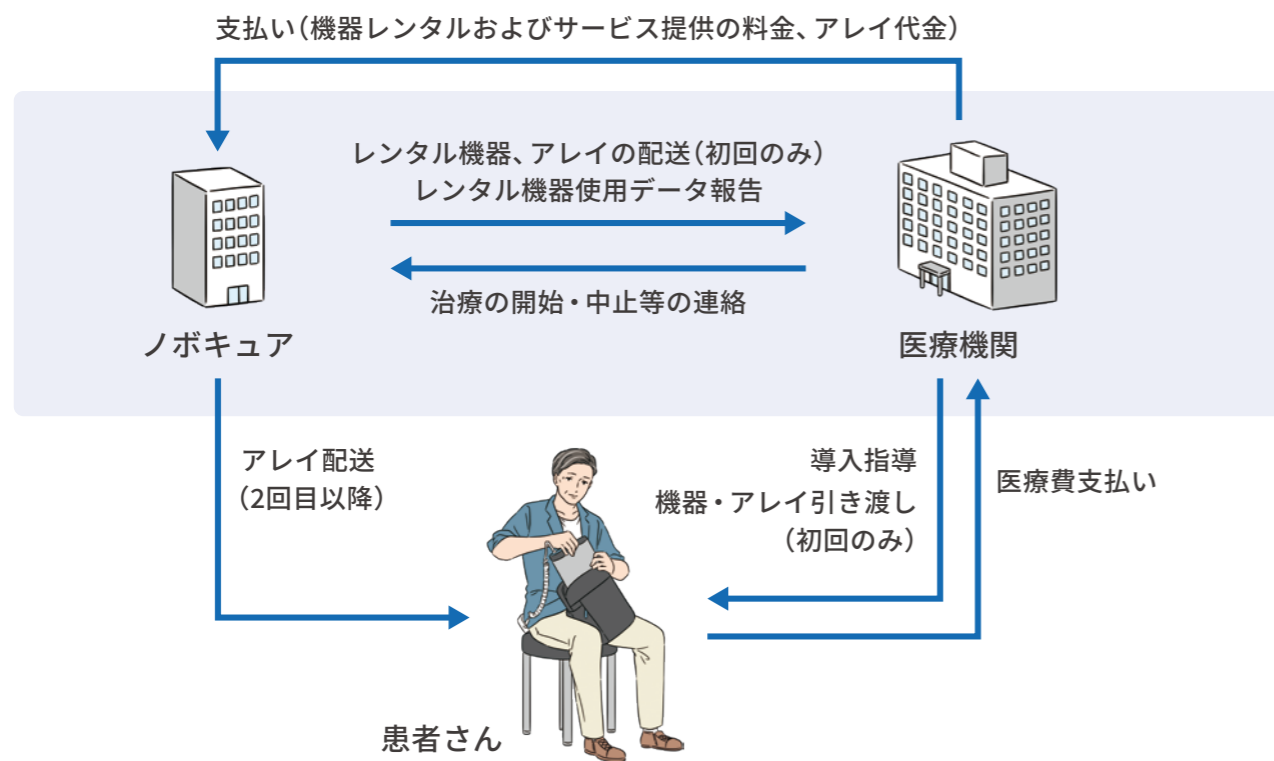 支払い（機器レンタルおよびサービス提供の料金、アレイ代金）
レンタル機器、アレイの配送（初回のみ）
レンタル機器使用データ報告
治療の開始・中止等の連絡
ノボキュア
医療機関
アレイ配送
（2回目以降）
導入指導
機器・アレイ引き渡し
（初回のみ）
医療費支払い
患者さん